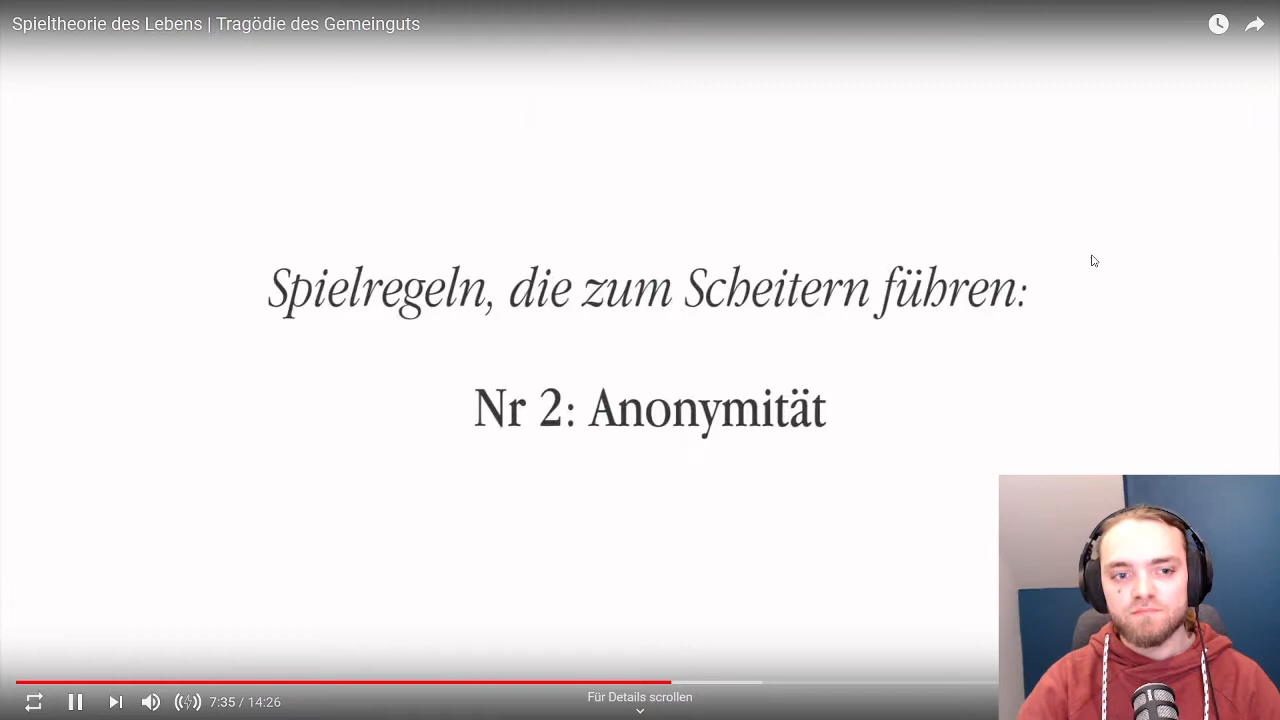 Spieltheorie des Lebens | Tragödie des Gemeinguts
Spielregeln, die zum Scheitern führen:
Nr 2: Anonymität
7:35 / 14:26
Für Details scrollen